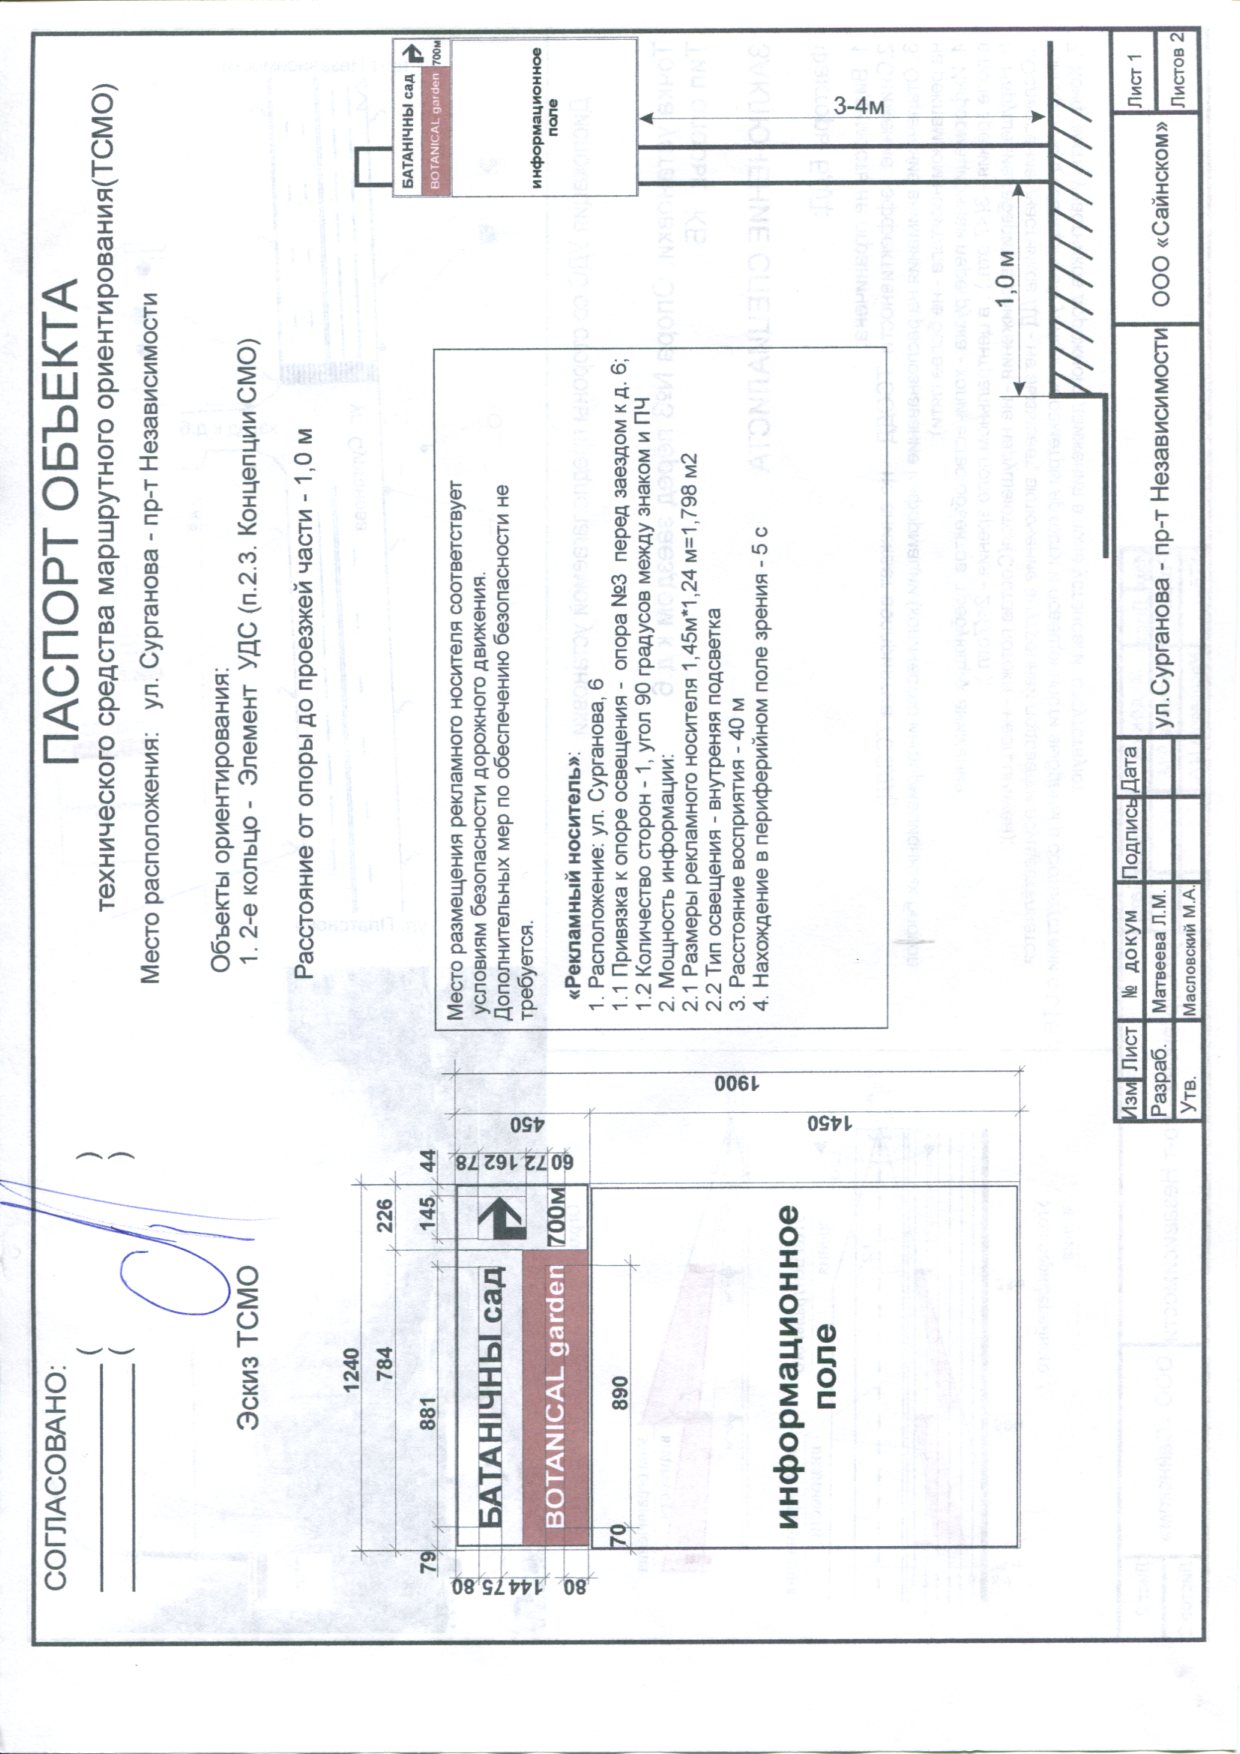 СОГЛАСОВАНО:
( )
( )
ПАСПОРТ ОБЪЕКТА
технического средства маршрутного ориентирования(ТСМО)
Место расположения: ул. Сурганова - пр-т Независимости
Объекты ориентирования:
1. 2-е кольцо - Элемент УДС (п.2.3. Концепции СМО)
Расстояние от опоры до проезжей части - 1,0 м
Эскиз ТСМО
1240
784
226
881
145
44
79
80
75
144
80
БАТАНІЧНЫ сад
BOTANICAL garden
700м
78
162
72
60
450
1450
1900
890
70
информационное
поле
Место размещения рекламного носителя соответствует
условиям безопасности дорожного движения.
Дополнительных мер по обеспечению безопасности не
требуется.
«Рекламный носитель»:
1. Расположение: ул. Сурганова, 6
1.1 Привязка к опоре освещения - опора №3 перед заездом к д. 6;
1.2 Количество сторон - 1, угол 90 градусов между знаком и ПЧ
2. Мощность информации:
2.1 Размеры рекламного носителя 1,45м*1,24 м=1,798 м2
2.2 Тип освещения - внутреняя подсветка
3. Расстояние восприятия - 40 м
4. Нахождение в периферийном поле зрения - 5 с
БАТАНІЧНЫ сад
BOTANICAL garden
700м
информационное
поле
3-4м
1,0 м
Изм Лист № докум Подпись Дата
Разраб. Матвеева Л.М.
Утв. Масловский М.А.
ул.Сурганова - пр-т Независимости
ООО «Сайнском»
Лист 1
Листов 2